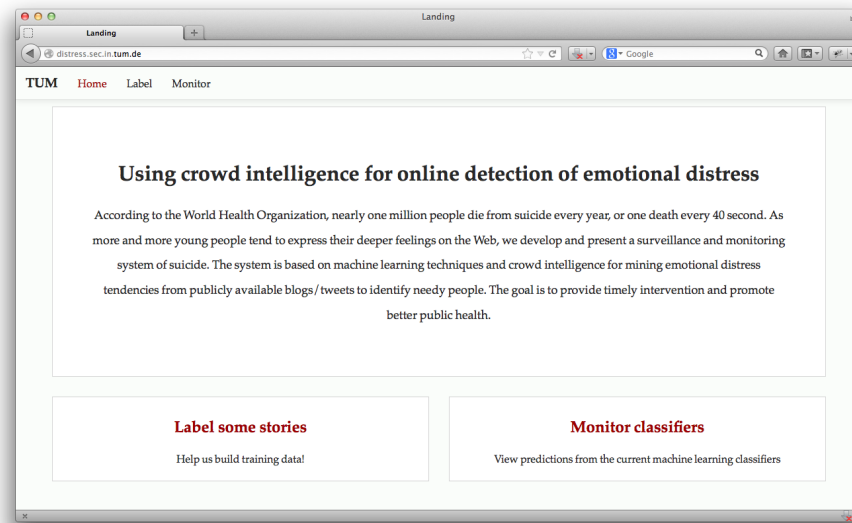 Landing
Landing
distress.sec.in.tum.de
Google
TUM Home Label Monitor
Using crowd intelligence for online detection of emotional distress
According to the World Health Organization, nearly one million people die from suicide every year, or one death every 40 second. As
more and more young people tend to express their deeper feelings on the Web, we develop and present a surveillance and monitoring
system of suicide. The system is based on machine learning techniques and crowd intelligence for mining emotional distress
tendencies from publicly available blogs/tweets to identify needy people. The goal is to provide timely intervention and promote
better public health.
Label some stories
Help us build training data!
Monitor classifiers
View predictions from the current machine learning classifiers